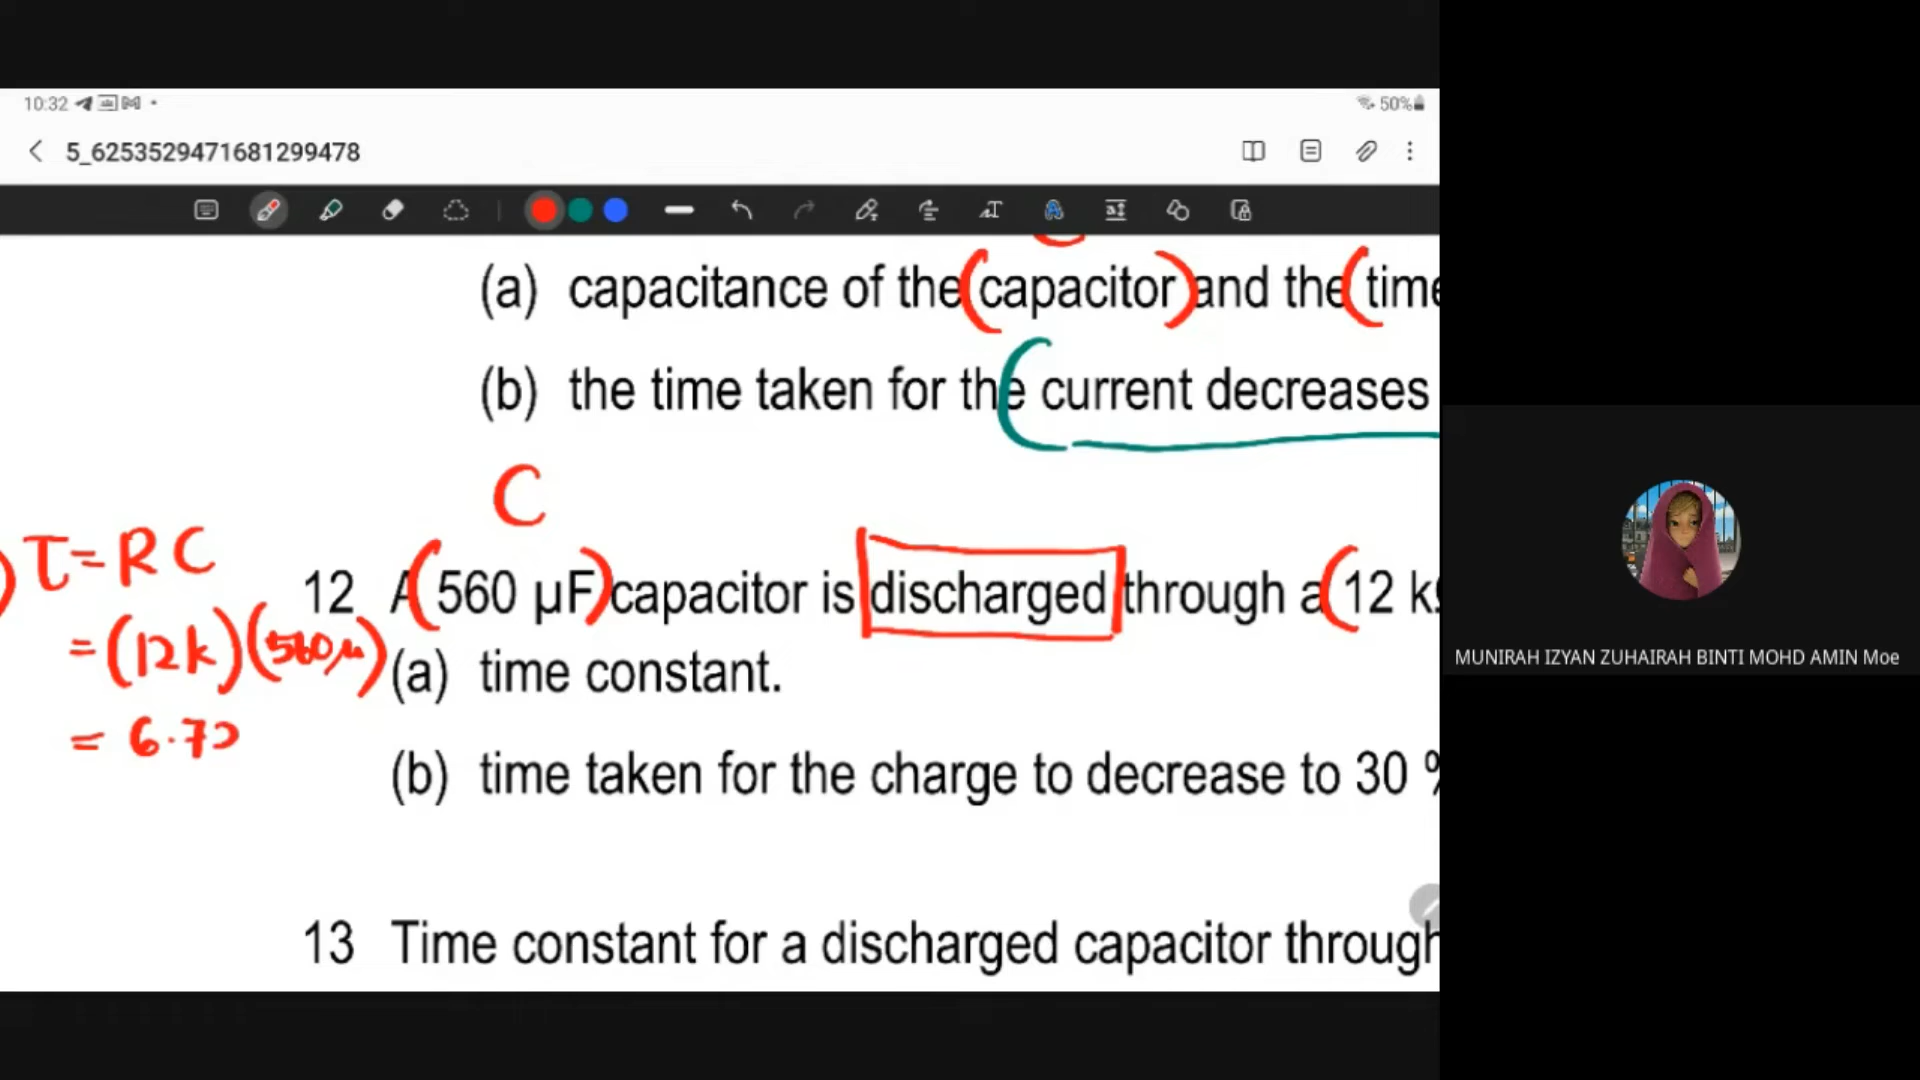 10:32
50%
5_6253529471681299478
(a) capacitance of the (capacitor) and the (time
(b) the time taken for the (current decreases
C
τ = RC
12 A (560 µF) capacitor is discharged through a (12 kΩ
= (12k)(560µ)
(a) time constant.
= 6.72
(b) time taken for the charge to decrease to 30 %
13 Time constant for a discharged capacitor through
MUNIRAH IZYAN ZUHAIRAH BINTI MOHD AMIN Moe